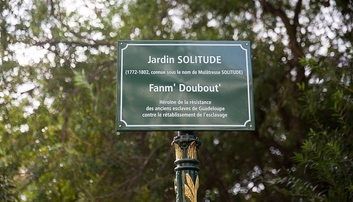 Jardin SOLITUDE
(1772-1802, connue sous le nom de Mulâtresse SOLITUDE)
Fanm' Doubout'
Héroïne de la résistance
des anciens esclaves de Guadeloupe
contre le rétablissement de l'esclavage